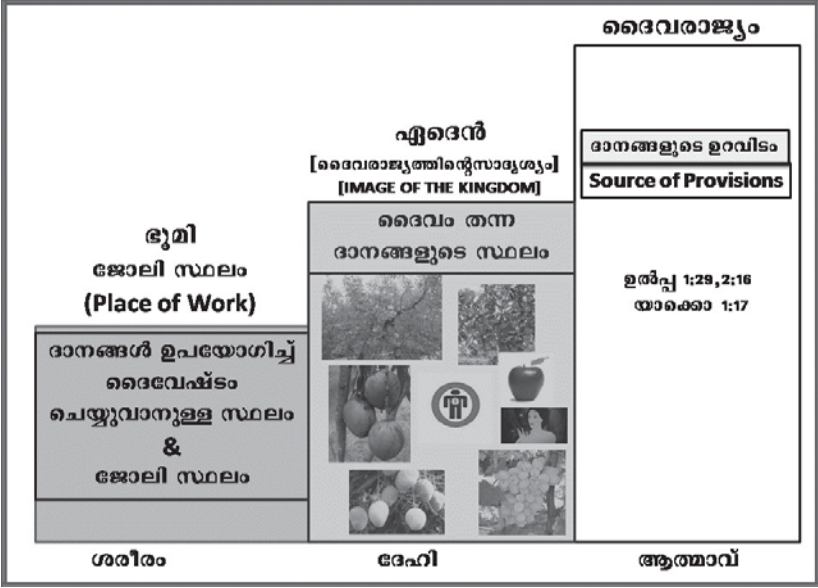 ദൈവരാജ്യം
ദാനങ്ങളുടെ ഉറവിടം
Source of Provisions
ഉൽപ്പ 1:29,2:16
യാക്കൊ 1:17
ഏദെൻ
[ദൈവരാജ്യത്തിന്റെസാദൃശ്യം]
[IMAGE OF THE KINGDOM]
ദൈവം തന്ന
ദാനങ്ങളുടെ സ്ഥലം
ഭൂമി
ജോലി സ്ഥലം
(Place of Work)
ദാനങ്ങൾ ഉപയോഗിച്ച്
ദൈവേഷ്ടം
ചെയ്യുവാനുള്ള സ്ഥലം
&
ജോലി സ്ഥലം
ശരീരം
ദേഹി
ആത്മാവ്